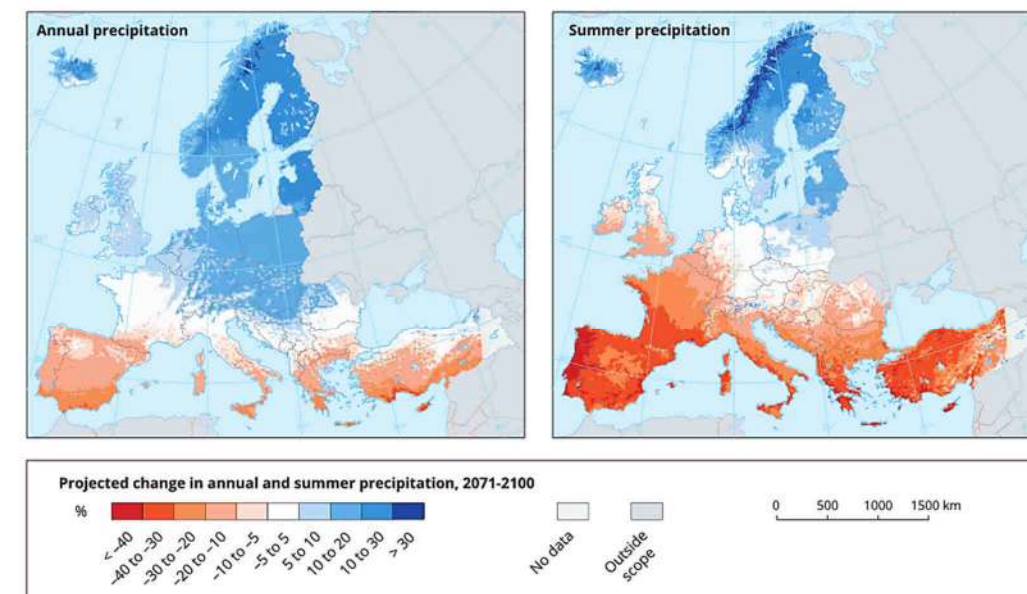 Annual precipitation
Summer precipitation
Projected change in annual and summer precipitation, 2071-2100
%
< -40
-40 to -30
-30 to -20
-20 to -10
-10 to -5
-5 to 5
5 to 10
10 to 20
10 to 30
> 30
No data
Outside
scope
0 500 1000 1500 km